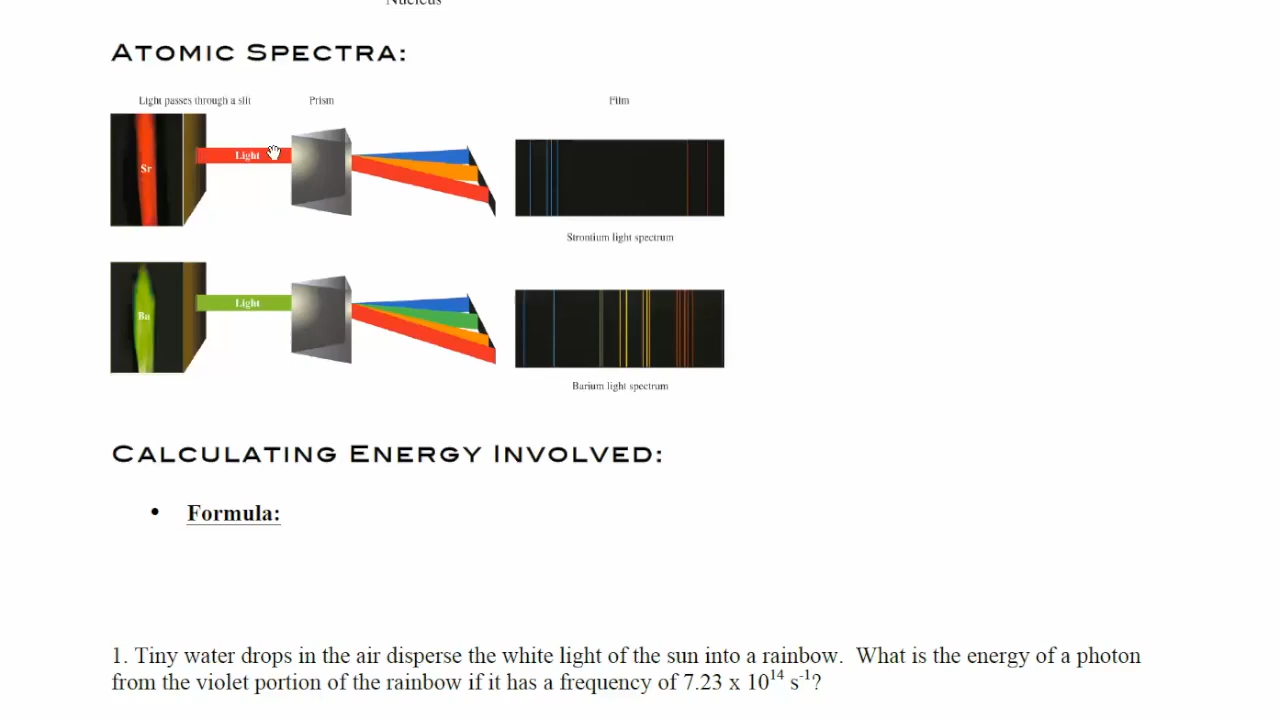 Nucleus
ATOMIC SPECTRA:
Light passes through a slit Prism Film
Sr Light
Strontium light spectrum
Ba Light
Barium light spectrum
CALCULATING ENERGY INVOLVED:
• Formula:
1. Tiny water drops in the air disperse the white light of the sun into a rainbow. What is the energy of a photon
from the violet portion of the rainbow if it has a frequency of 7.23 x 10¹⁴ s⁻¹?